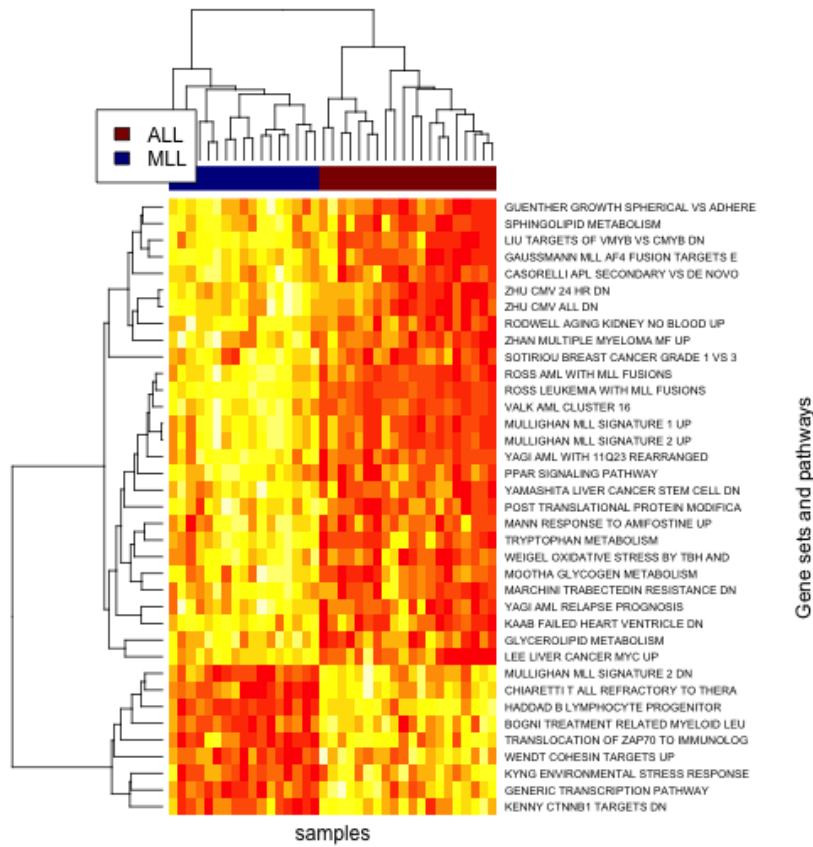 ALL
MLL
GUENTHER GROWTH SPHERICAL VS ADHERE
SPHINGOLIPID METABOLISM
LIU TARGETS OF VMYB VS CMYB DN
GAUSSMANN MLL AF4 FUSION TARGETS E
CASORELLI APL SECONDARY VS DE NOVO
ZHU CMV 24 HR DN
ZHU CMV ALL DN
RODWELL AGING KIDNEY NO BLOOD UP
ZHAN MULTIPLE MYELOMA MF UP
SOTIRIOU BREAST CANCER GRADE 1 VS 3
ROSS AML WITH MLL FUSIONS
ROSS LEUKEMIA WITH MLL FUSIONS
VALK AML CLUSTER 16
MULLIGHAN MLL SIGNATURE 1 UP
MULLIGHAN MLL SIGNATURE 2 UP
YAGI AML WITH 11Q23 REARRANGED
PPAR SIGNALING PATHWAY
YAMASHITA LIVER CANCER STEM CELL DN
POST TRANSLATIONAL PROTEIN MODIFICA
MANN RESPONSE TO AMIFOSTINE UP
TRYPTOPHAN METABOLISM
WEIGEL OXIDATIVE STRESS BY TBH AND
MOOTHA GLYCOGEN METABOLISM
MARCHINI TRABECTEDIN RESISTANCE DN
YAGI AML RELAPSE PROGNOSIS
KAAB FAILED HEART VENTRICLE DN
GLYCEROLIPID METABOLISM
LEE LIVER CANCER MYC UP
MULLIGHAN MLL SIGNATURE 2 DN
CHIARETTI T ALL REFRACTORY TO THERA
HADDAD B LYMPHOCYTE PROGENITOR
BOGNI TREATMENT RELATED MYELOID LEU
TRANSLOCATION OF ZAP70 TO IMMUNOLOG
WENDT COHESIN TARGETS UP
KYNG ENVIRONMENTAL STRESS RESPONSE
GENERIC TRANSCRIPTION PATHWAY
KENNY CTNNB1 TARGETS DN
Gene sets and pathways
samples